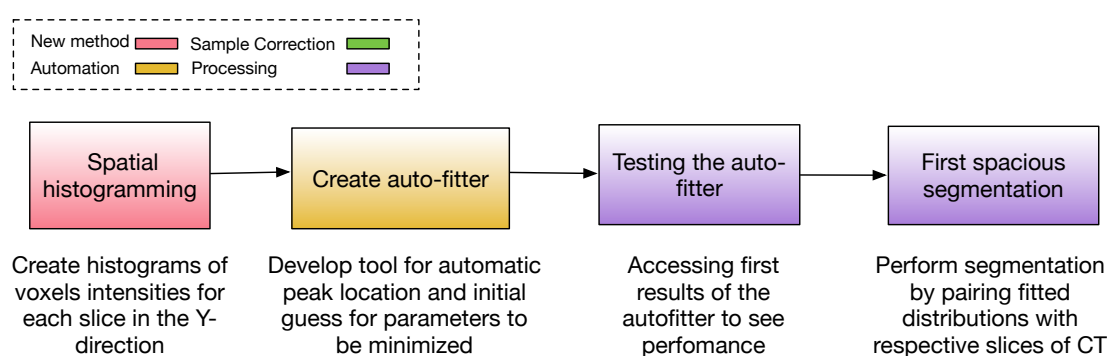 New method Sample Correction
Automation Processing
Spatial
histogramming
Create auto-fitter
Testing the auto-
fitter
First spacious
segmentation
Create histograms of
voxels intensities for
each slice in the Y-
direction
Develop tool for automatic
peak location and initial
guess for parameters to
be minimized
Accessing first
results of the
autofitter to see
perfomance
Perform segmentation
by pairing fitted
distributions with
respective slices of CT